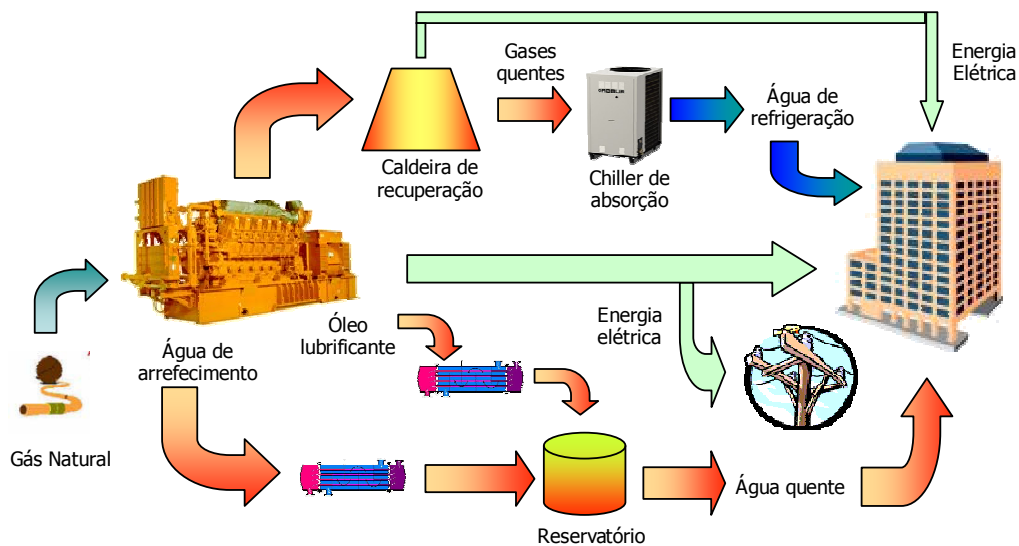 Gases
quentes
Energia
Elétrica
Água de
refrigeração
Caldeira de
recuperação
Chiller de
absorção
Óleo
lubrificante
Energia
elétrica
Água de
arrefecimento
Gás Natural
Água quente
Reservatório